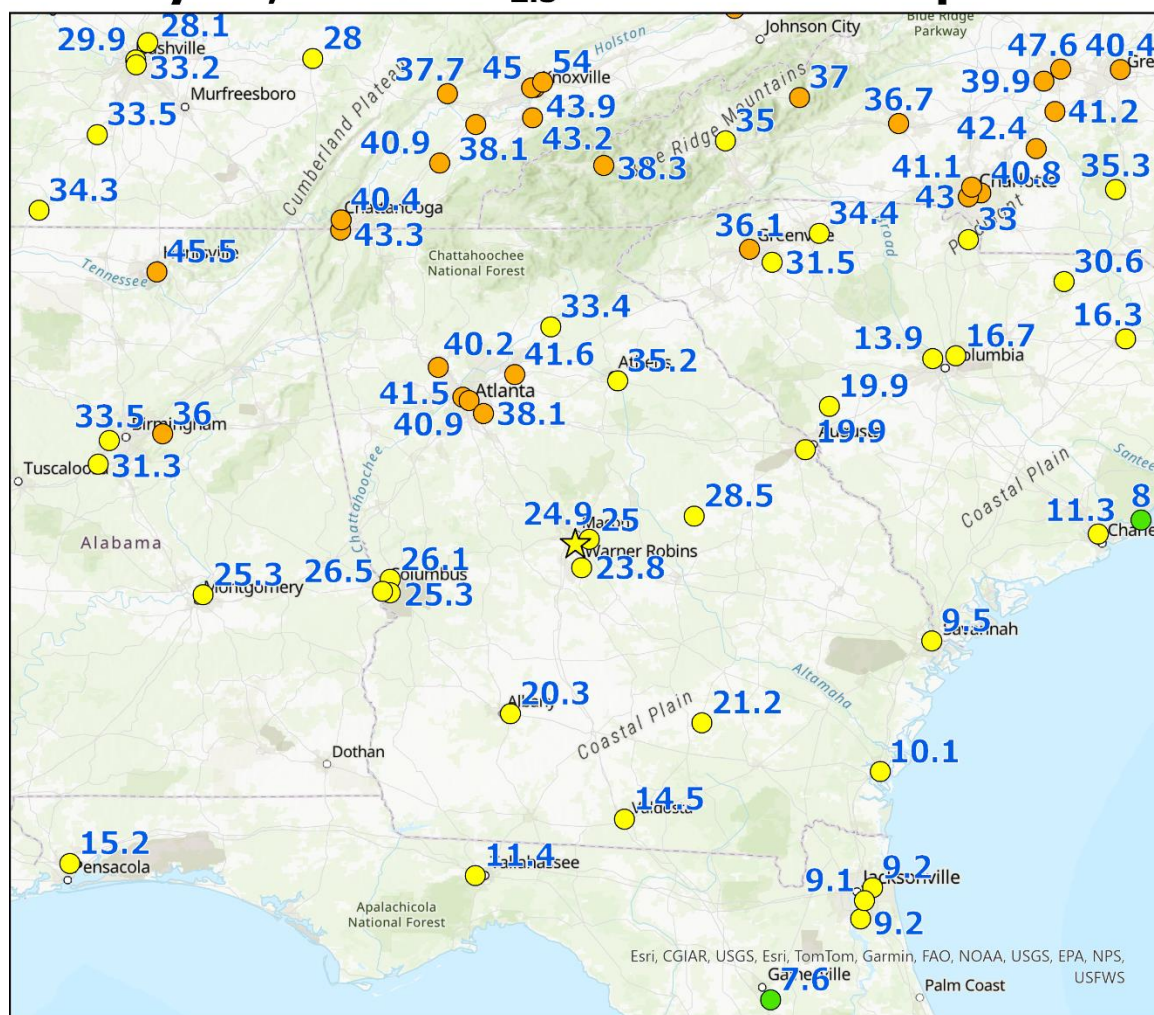 2.5
Johnson City
Blue Ridge
Parkway
29.9
28.1
28
Nashville
33.2
Murfreesboro
33.5
34.3
Cumberland Plateau
Holston
37.7
45
54
Knoxville
43.9
43.2
38.1
40.9
38.3
Blue Ridge Mountains
37
35
36.7
47.6
40.4
39.9
41.2
42.4
41.1
40.8
Charlotte
43
33
35.3
Piedmont
Broad
40.4
Chattanooga
43.3
Huntsville
45.5
Tennessee
Chattahoochee
National Forest
36.1
Greenville
34.4
31.5
30.6
16.3
33.4
40.2
41.6
Athens
35.2
41.5
Atlanta
40.9
38.1
13.9
16.7
Columbia
19.9
19.9
Augusta
33.5
36
Birmingham
31.3
Tuscaloosa
Chattahoochee
Alabama
28.5
24.9
25
Macon
Warner Robins
23.8
Coastal Plain
Santee
11.3
8
26.5
26.1
Columbus
25.3
25.3
Montgomery
9.5
Savannah
Altamaha
20.3
Albany
21.2
Coastal Plain
Dothan
10.1
14.5
Valdosta
15.2
Pensacola
11.4
Tallahassee
9.1
9.2
Jacksonville
9.2
Apalachicola
National Forest
Esri, CGIAR, USGS, Esri, TomTom, Garmin, FAO, NOAA, USGS, EPA, NPS,
USFWS
Gainesville
7.6
Palm Coast